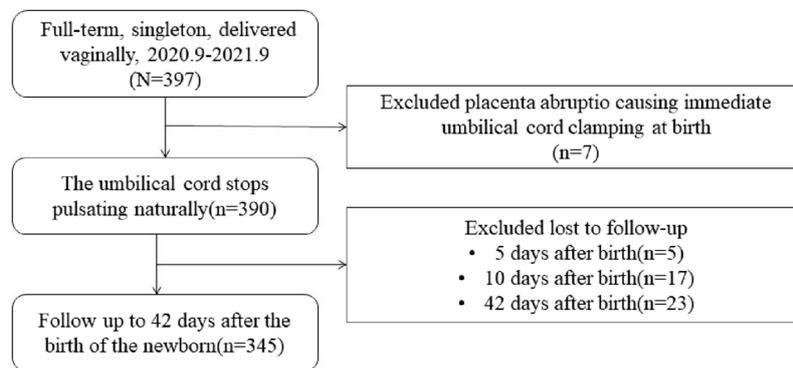 Full-term, singleton, delivered
vaginally, 2020.9-2021.9
(N=397)
Excluded placenta abruptio causing immediate
umbilical cord clamping at birth
(n=7)
The umbilical cord stops
pulsating naturally(n=390)
Excluded lost to follow-up
• 5 days after birth(n=5)
• 10 days after birth(n=17)
• 42 days after birth(n=23)
Follow up to 42 days after the
birth of the newborn(n=345)